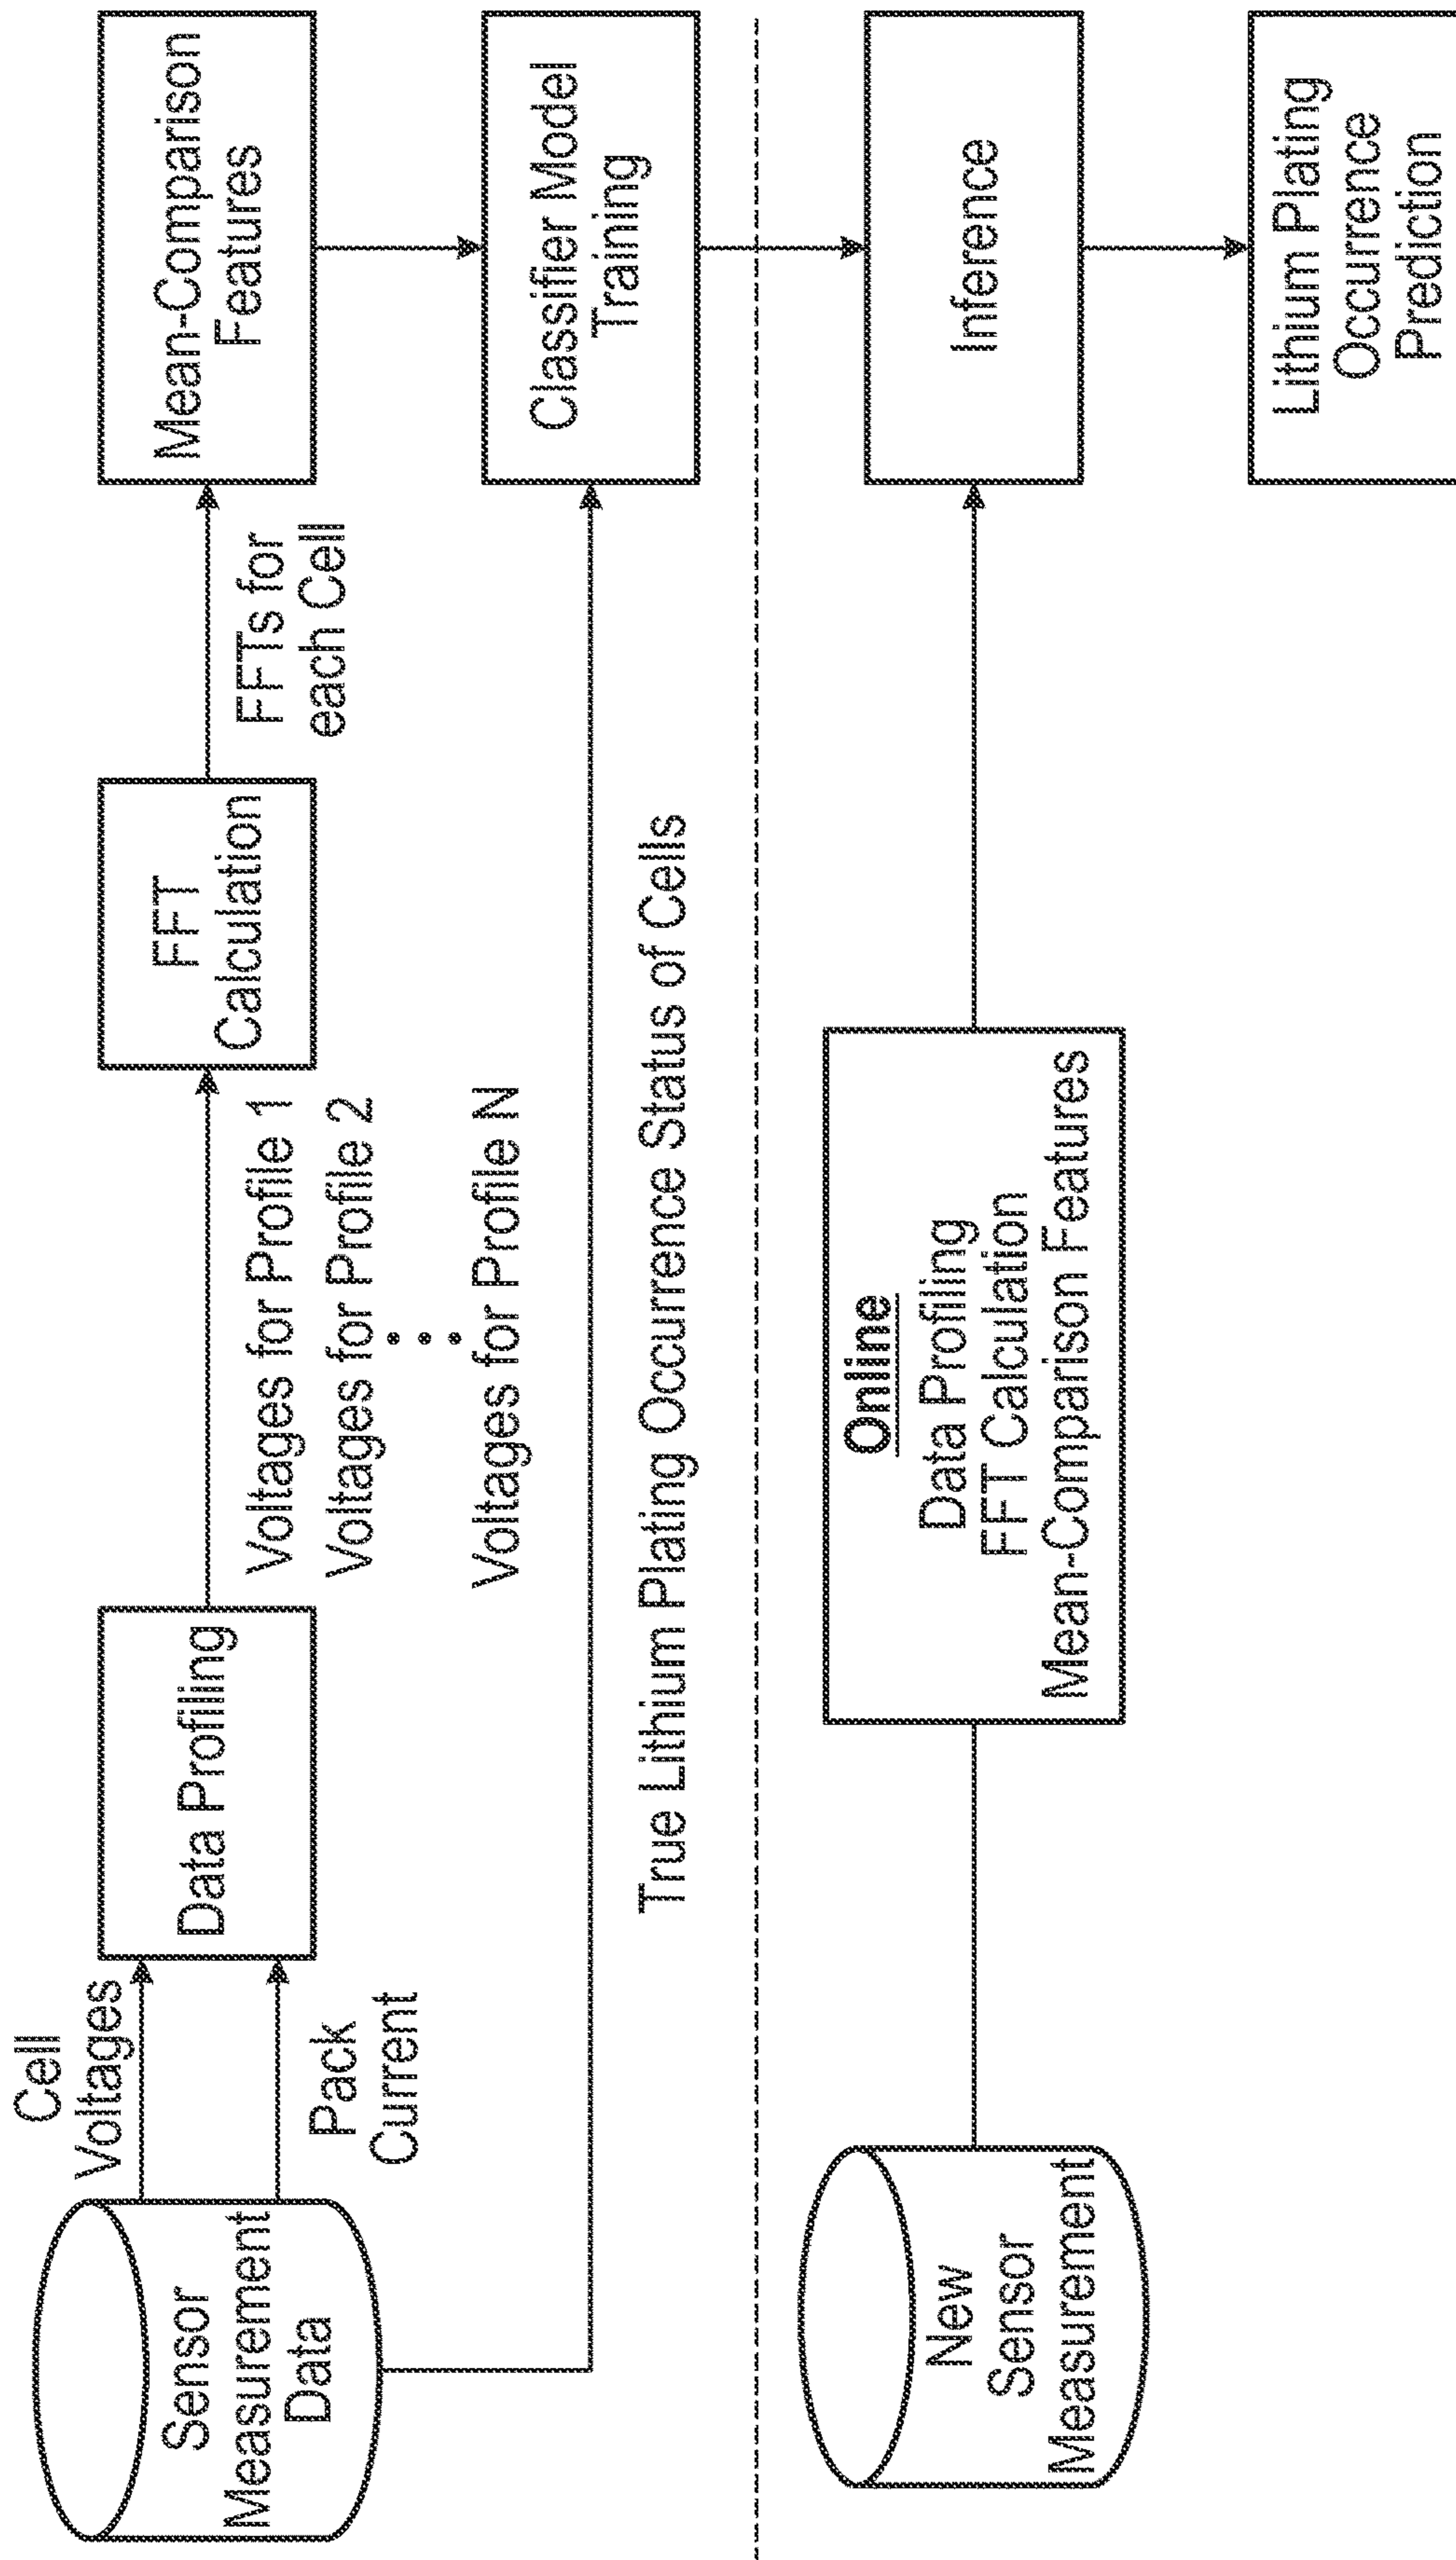 Sensor
Measurement
Data
Cell
Voltages
Pack
Current
Data Profiling
Voltages for Profile 1
Voltages for Profile 2
Voltages for Profile N
FFT
Calculation
FFTs for
each Cell
Mean-Comparison
Features
True Lithium Plating Occurrence Status of Cells
Classifier Model
Training
New
Sensor
Measurement
Online
Data Profiling
FFT Calculation
Mean-Comparison Features
Inference
Lithium Plating
Occurrence
Prediction